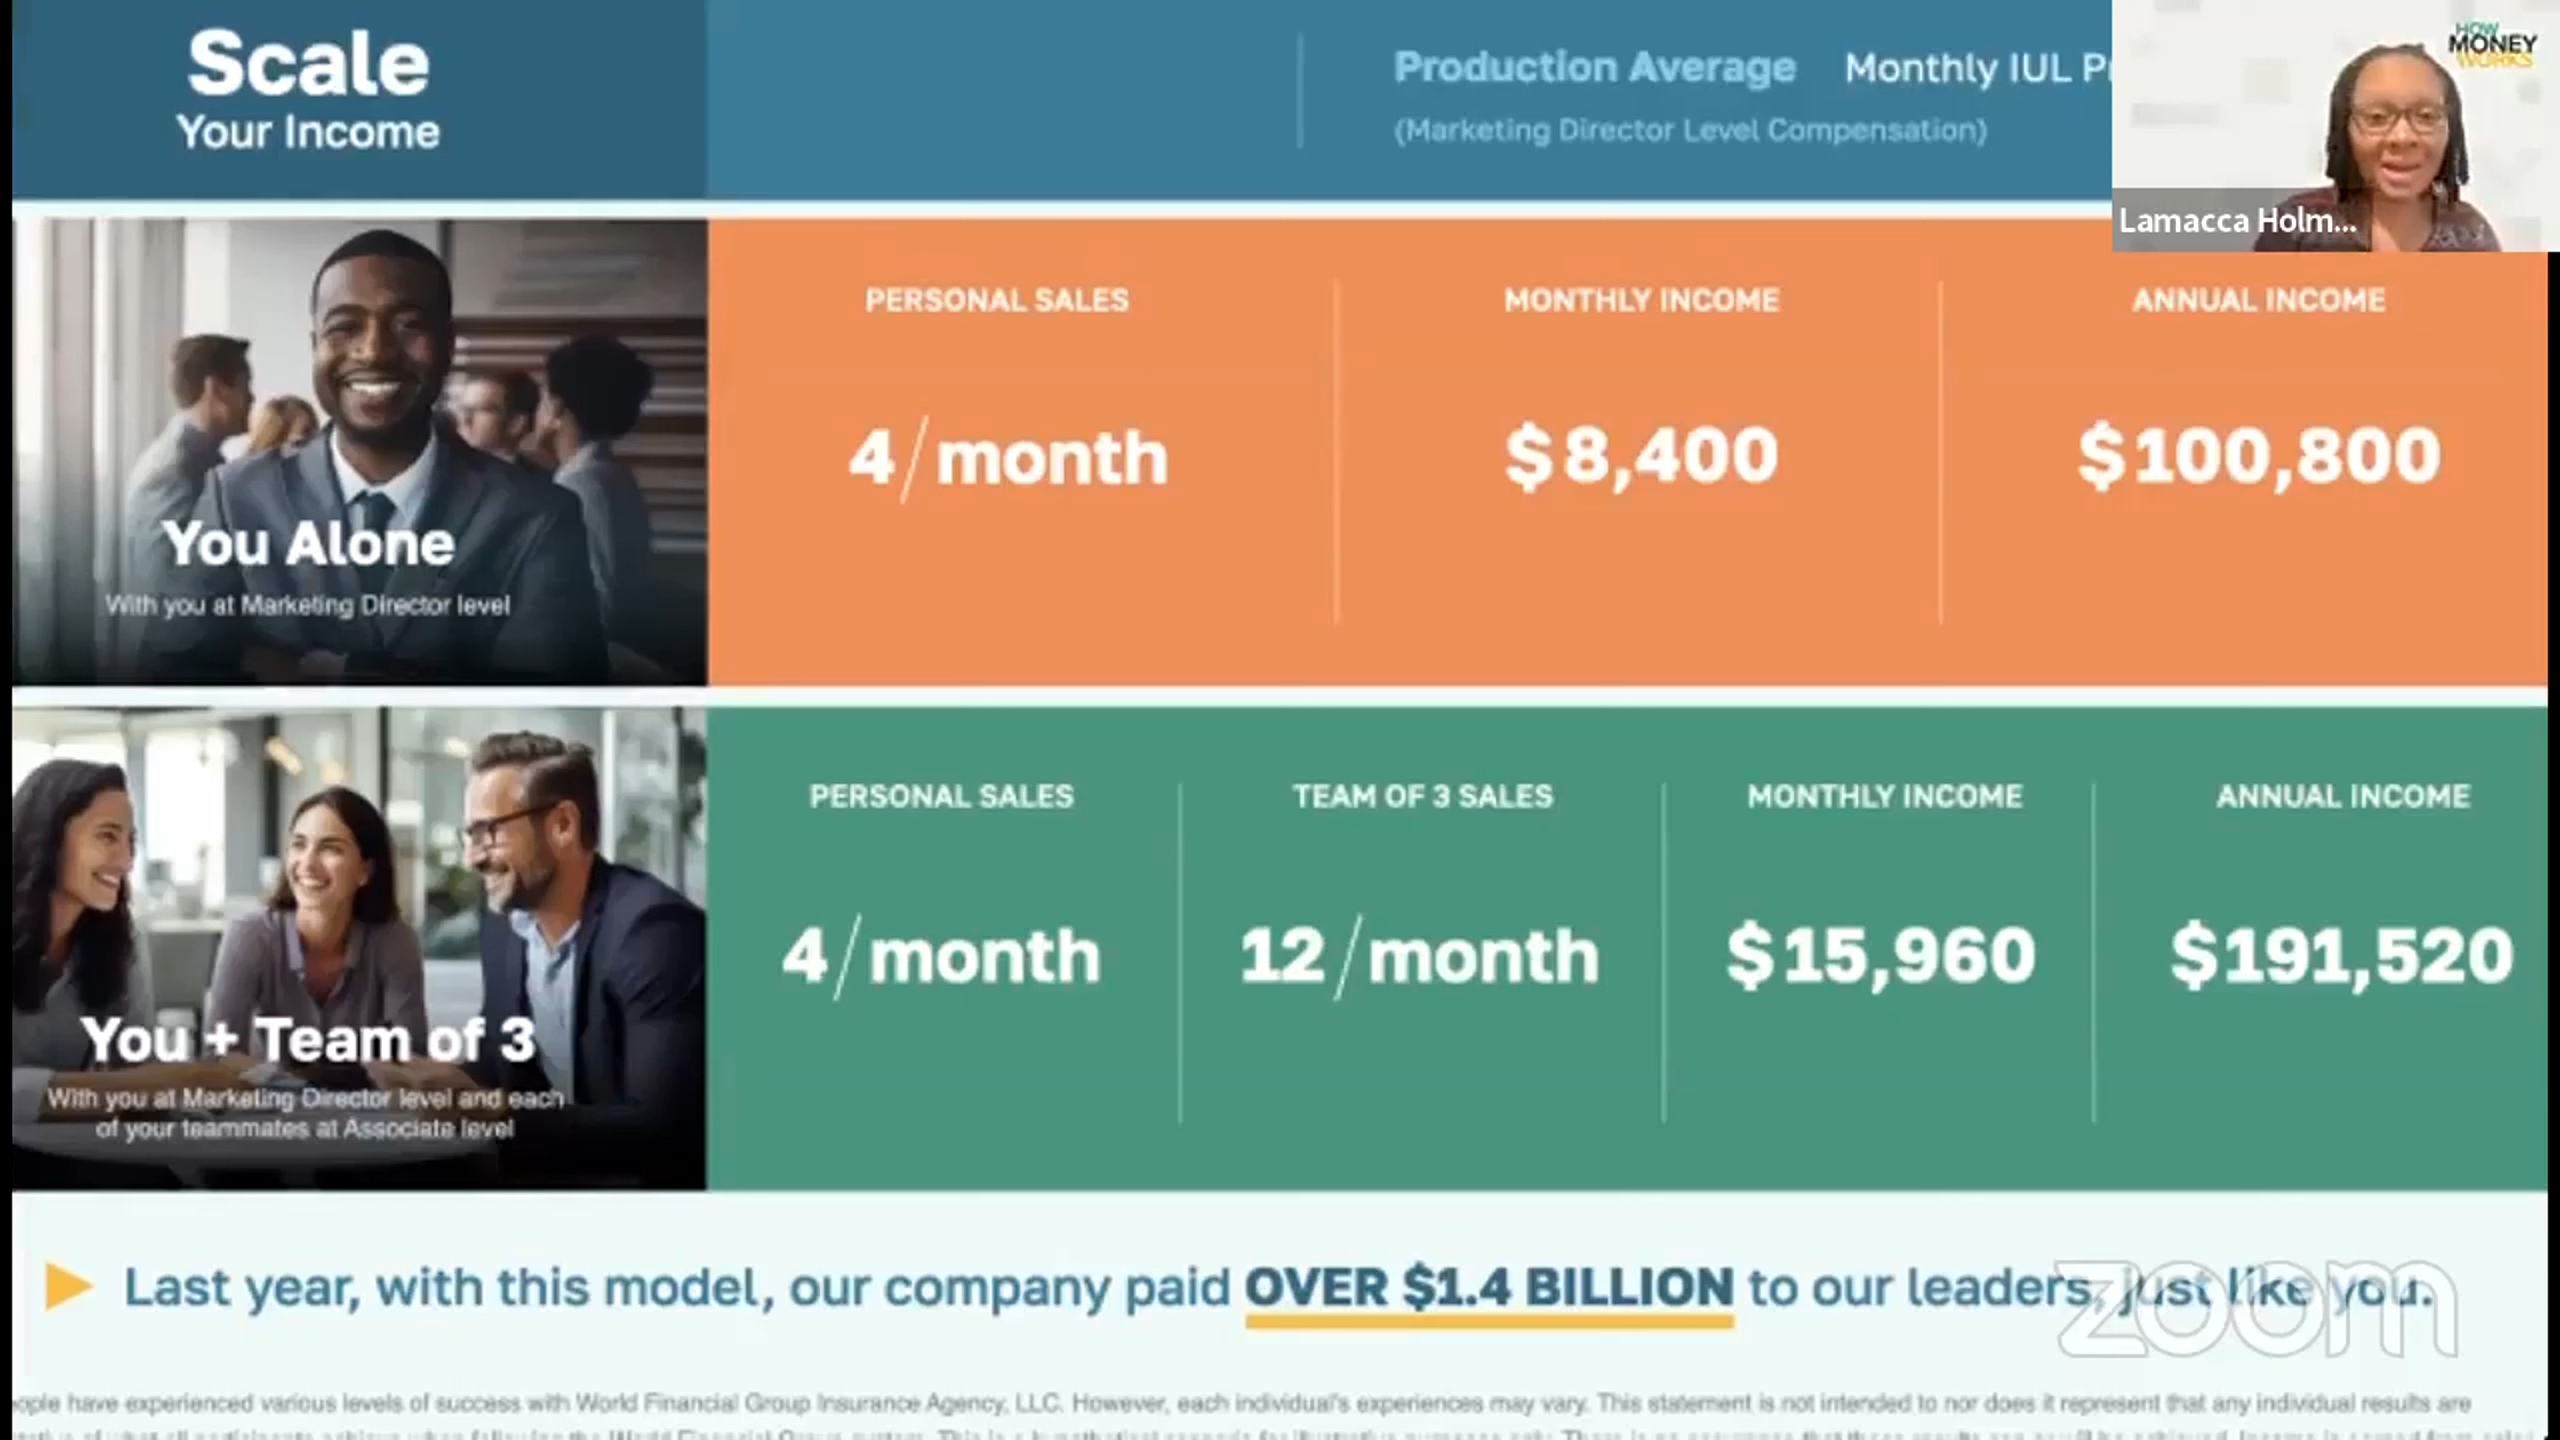 Scale
Your Income
Production Average Monthly IUL
(Marketing Director Level Compensation)
HOW
MONEY
WORKS
Lamacca Holm...
PERSONAL SALES
MONTHLY INCOME
ANNUAL INCOME
4/month
$8,400
$100,800
You Alone
With you at Marketing Director level
PERSONAL SALES
TEAM OF 3 SALES
MONTHLY INCOME
ANNUAL INCOME
4/month
12/month
$15,960
$191,520
You + Team of 3
With you at Marketing Director level and each
of your teammates at Associate level
Last year, with this model, our company paid OVER $1.4 BILLION to our leaders, just like you.
zoom
have experienced various levels of success with World Financial Group Insurance Agency, LLC. However, each individual's experiences may vary. This statement is not intended to nor does it represent that any individual results are